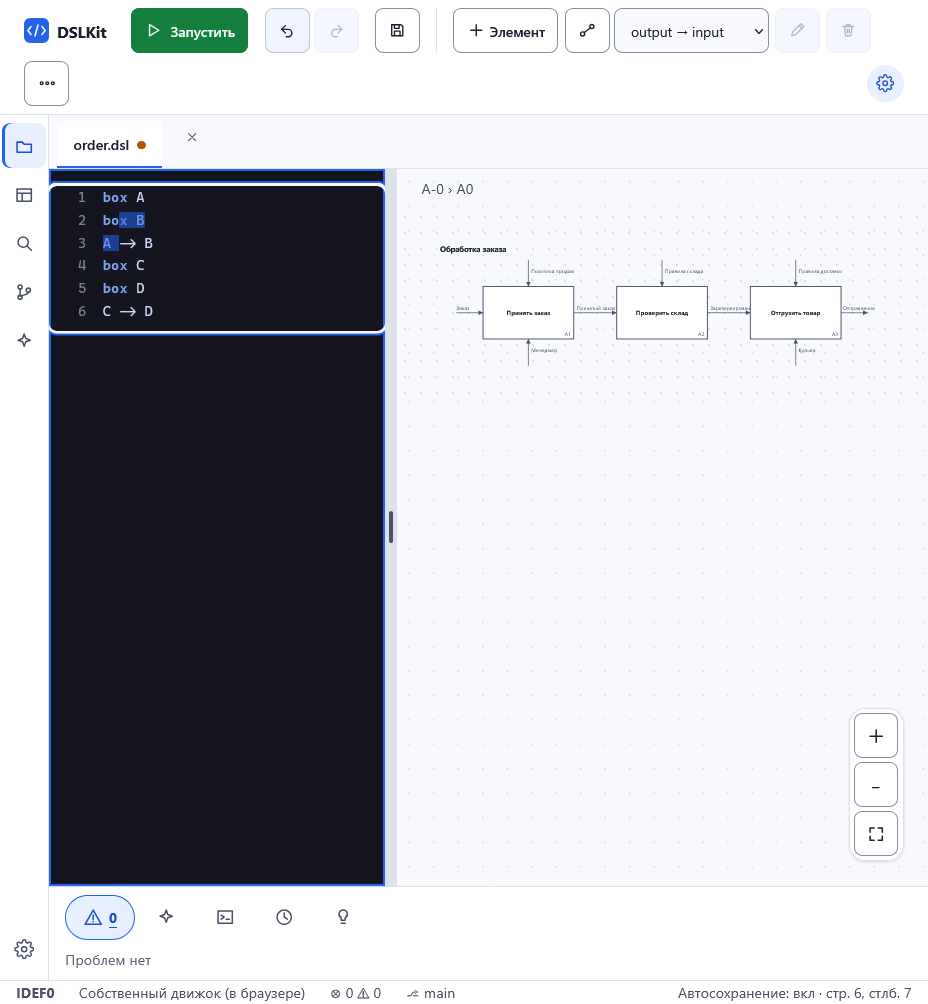 DSLKit
Запустить
Элемент
output → input
order.dsl
1 box A
2 box B
3 A → B
4 box C
5 box D
6 C → D
A-0 › A0
Обработка заказа
Политика продаж
Правила склада
Правила доставки
Заказ
Принять заказ
A1
Принятый заказ
Проверить склад
A2
Отгрузить товар
A3
Отправление
Менеджер
Курьер
0
Проблем нет
IDEF0
Собственный движок (в браузере)
0
0
main
Автосохранение: вкл · стр. 6, стлб. 7